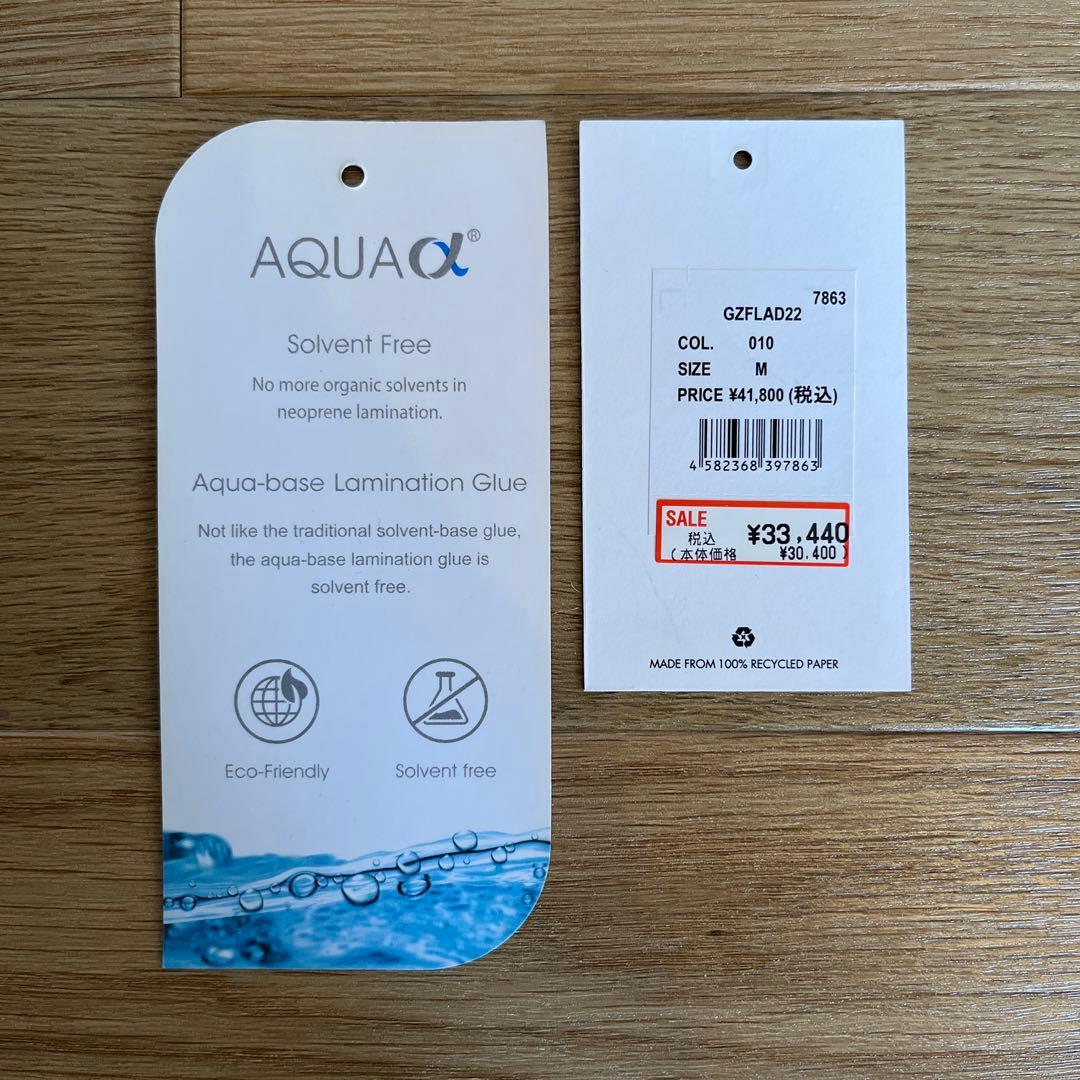 AQUAα®
Solvent Free
No more organic solvents in
neoprene lamination.
Aqua-base Lamination Glue
Not like the traditional solvent-base glue,
the aqua-base lamination glue is
solvent free.
Eco-Friendly
Solvent free
7863
GZFLAD22
COL. 010
SIZE M
PRICE ¥41,800 (税込)
4 582368 397863
SALE
税込 ¥33,440
(本体価格 ¥30,400)
MADE FROM 100% RECYCLED PAPER